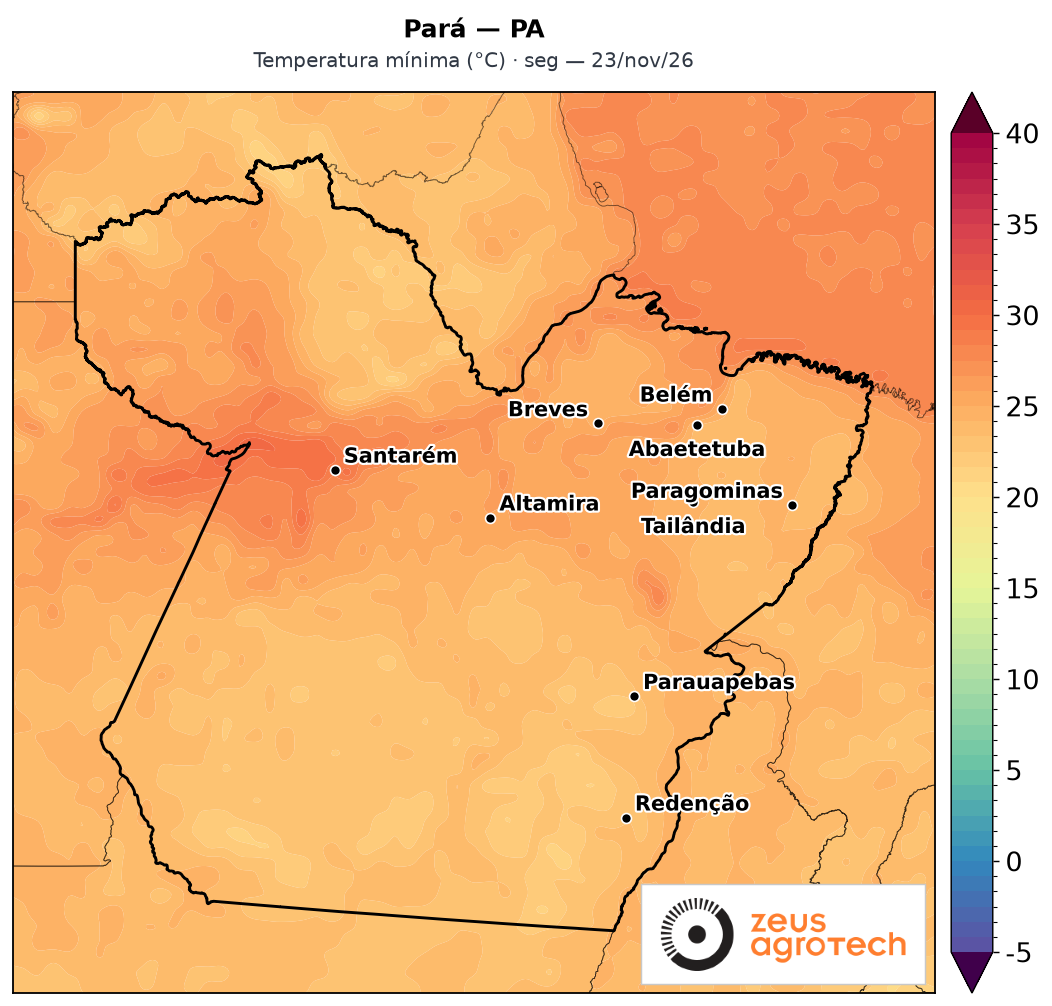 Pará — PA
Temperatura mínima (°C) · seg — 23/nov/26
40
35
30
25
20
15
10
5
0
-5
Belém
Breves
Abaetetuba
Santarém
Paragominas
Altamira
Tailândia
Parauapebas
Redenção
zeus
agrotech